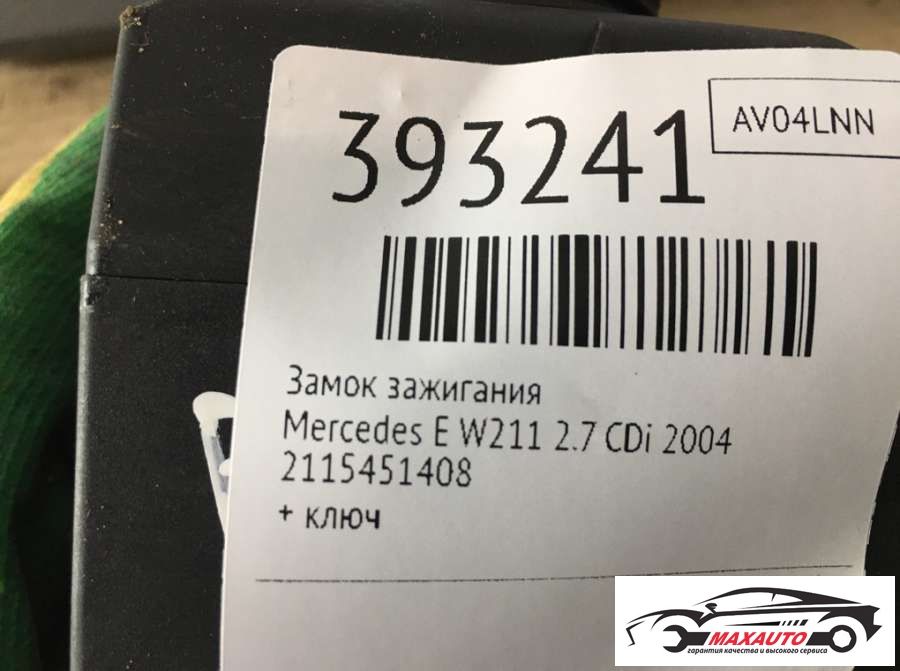 393241
AV04LNN
Замок зажигания
Mercedes E W211 2.7 CDi 2004
2115451408
+ ключ
MAXAUTO
гарантия качества и высокого сервиса